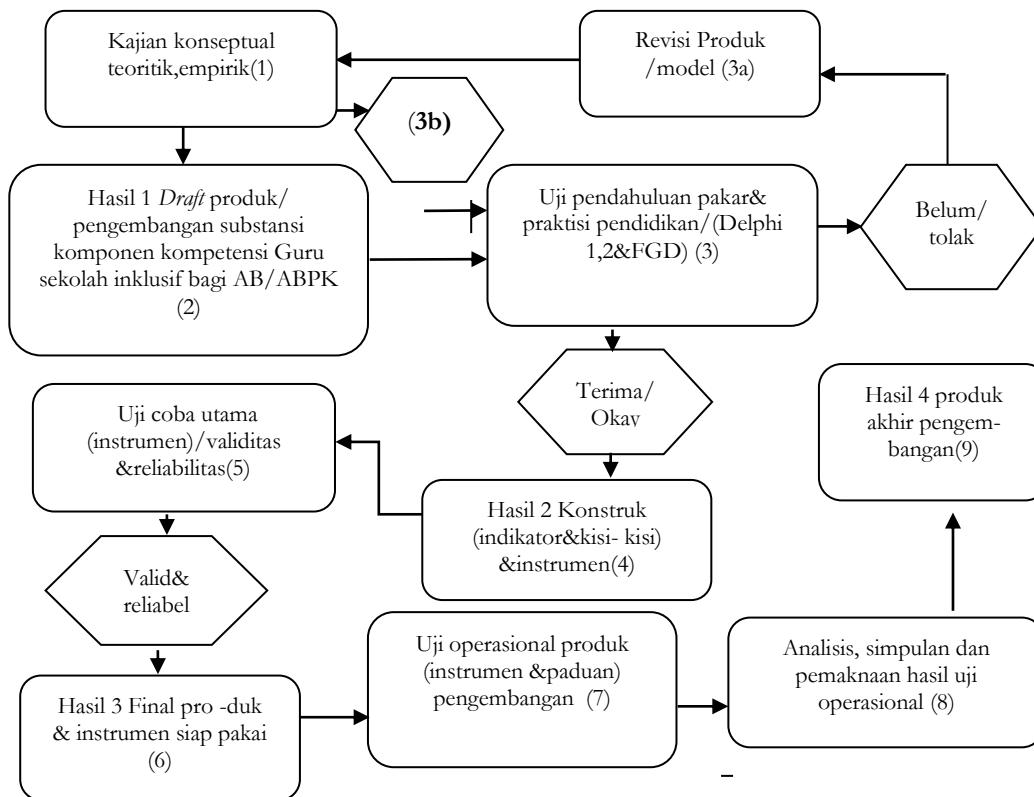 Kajian konseptual
teoritik,empirik(1)
Revisi Produk
/model (3a)
(3b)
Hasil 1 Draft produk/
pengembangan substansi
komponen kompetensi Guru
sekolah inklusif bagi AB/ABPK
(2)
Uji pendahuluan pakar&
praktisi pendidikan/(Delphi
1,2&FGD) (3)
Belum/
tolak
Terima/
Okay
Hasil 4 produk
akhir pengem-
bangan(9)
Uji coba utama
(instrumen)/validitas
&reliabilitas(5)
Hasil 2 Konstruk
(indikator&kisi- kisi)
&instrumen(4)
Valid&
reliabel
Uji operasional produk
(instrumen &paduan)
pengembangan (7)
Analisis, simpulan dan
pemaknaan hasil uji
operasional (8)
Hasil 3 Final pro -duk
& instrumen siap pakai
(6)